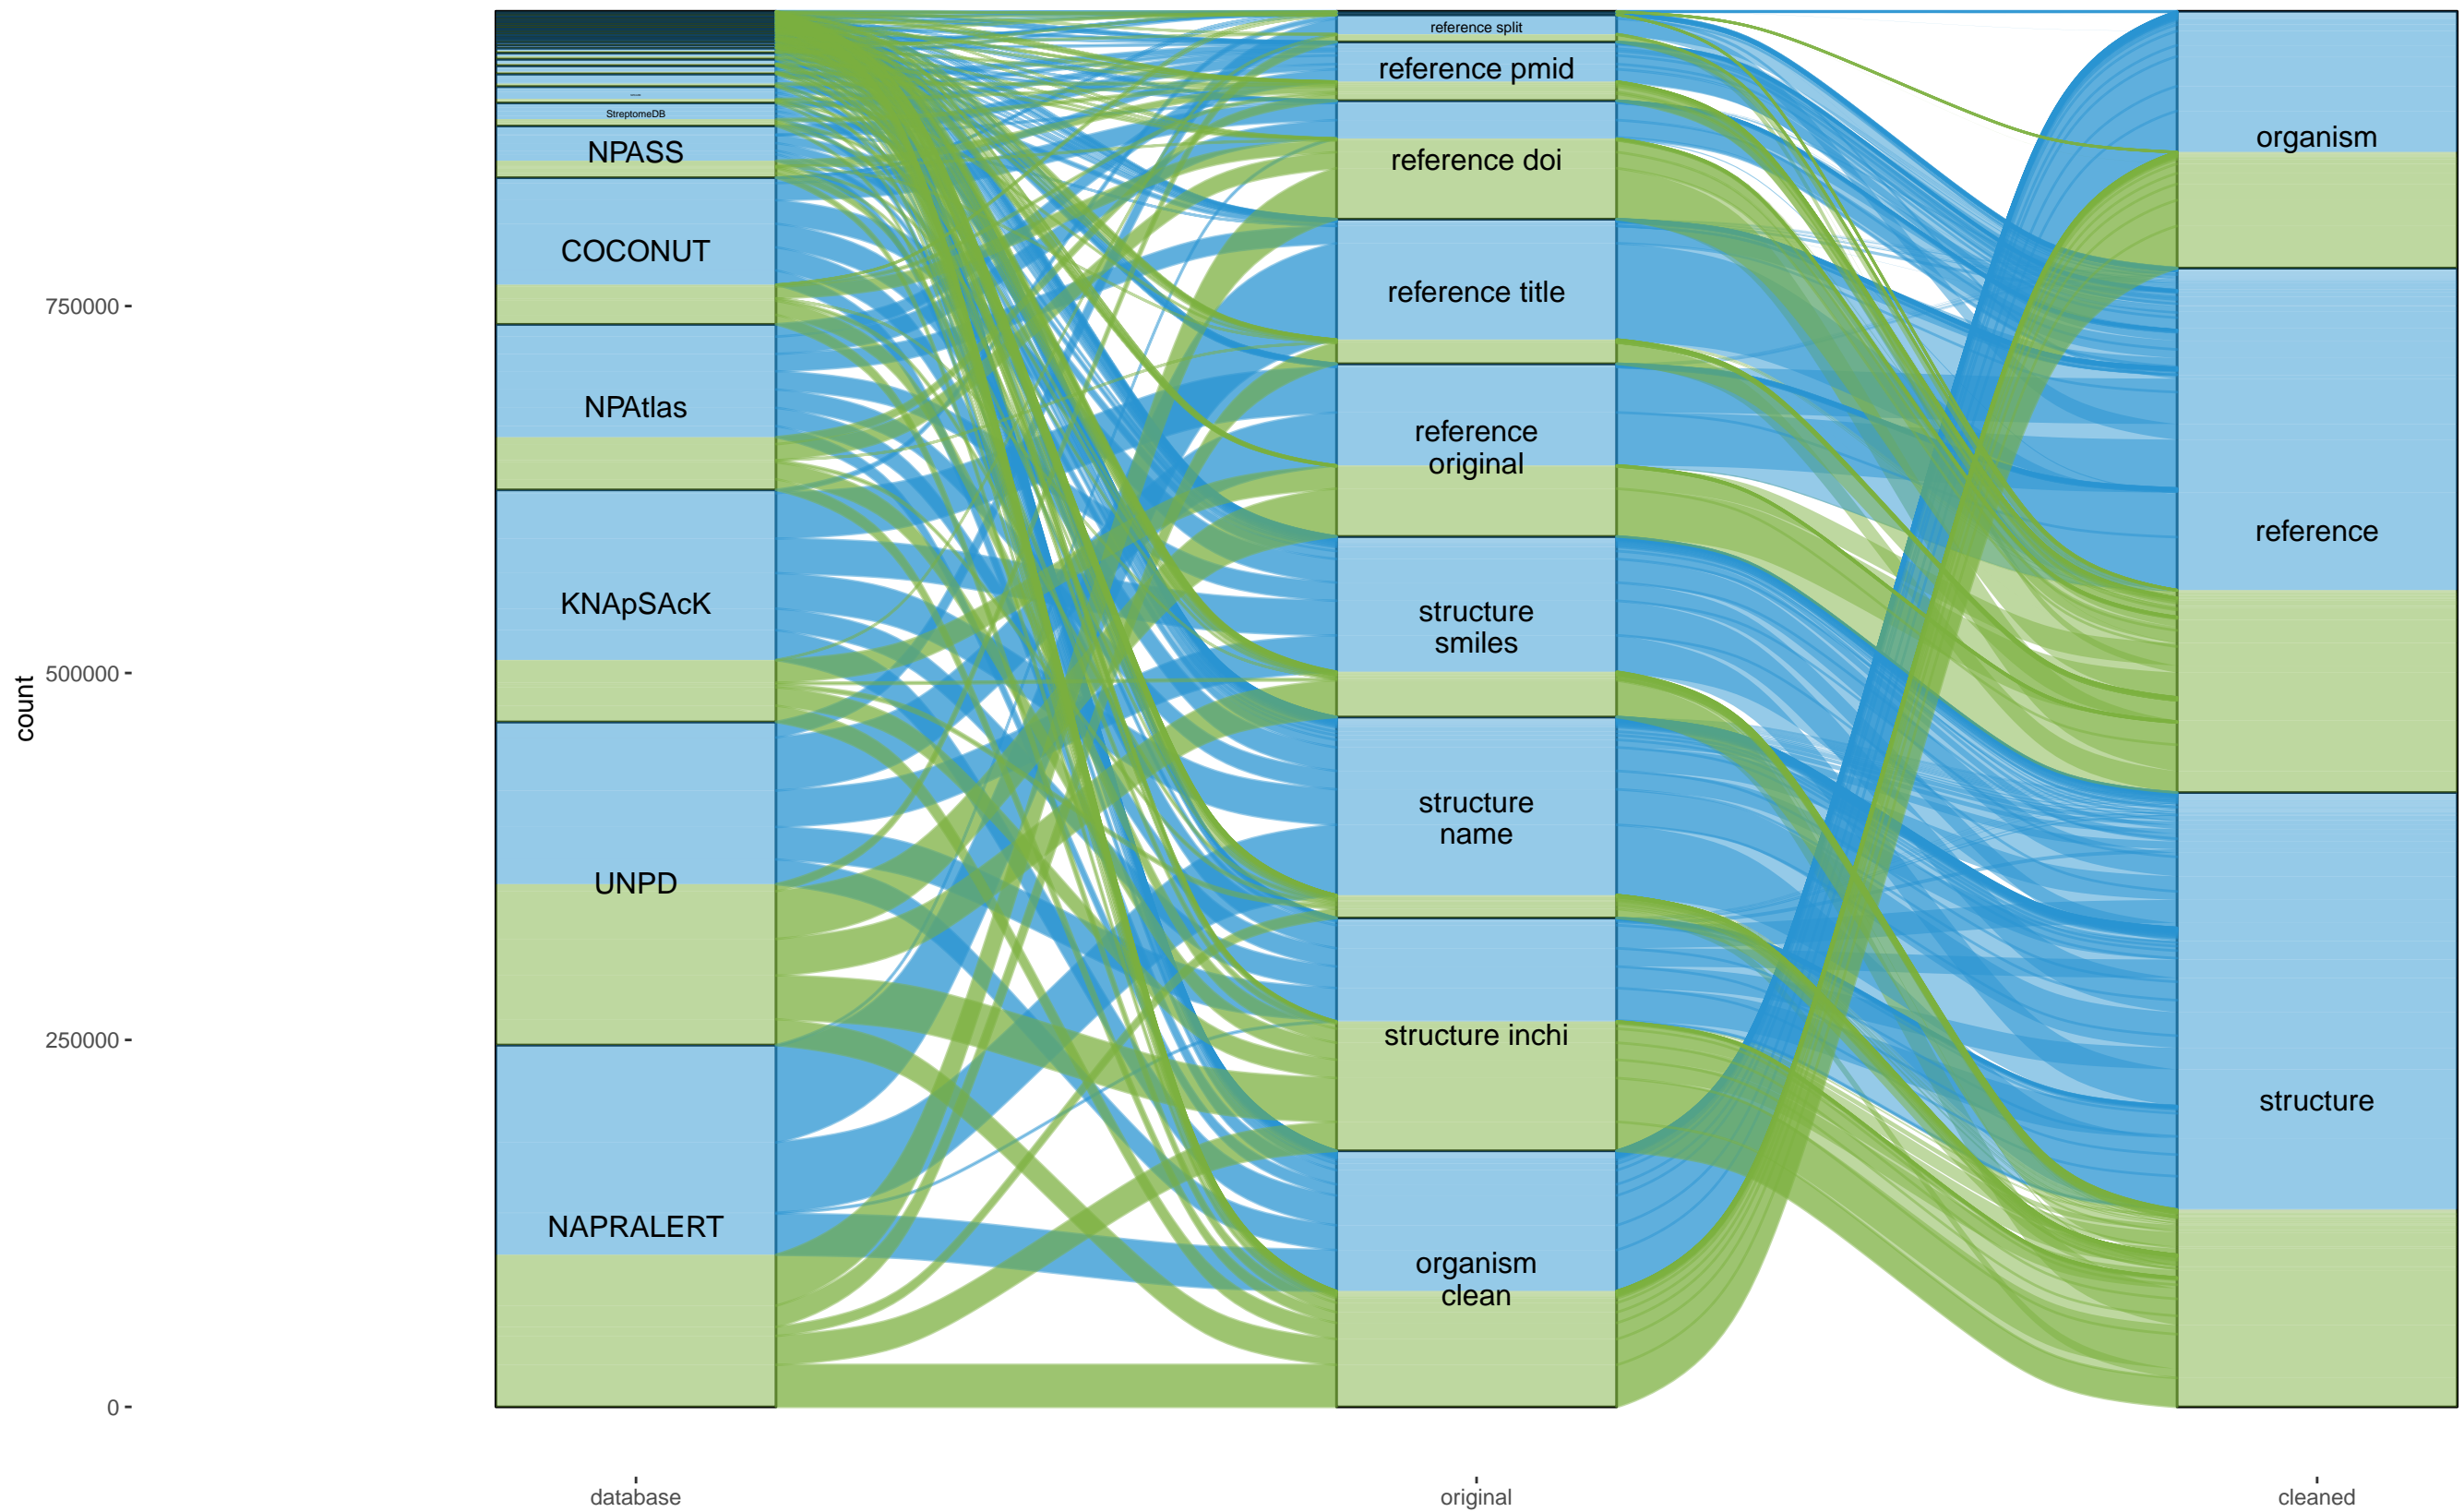 count
750000
500000
250000
0
StreptomeDB
NPASS
COCONUT
NPAtlas
KNApSAcK
UNPD
NAPRALERT
reference split
reference pmid
reference doi
reference title
reference
original
structure
smiles
structure
name
structure inchi
organism
clean
organism
reference
structure
database
original
cleaned